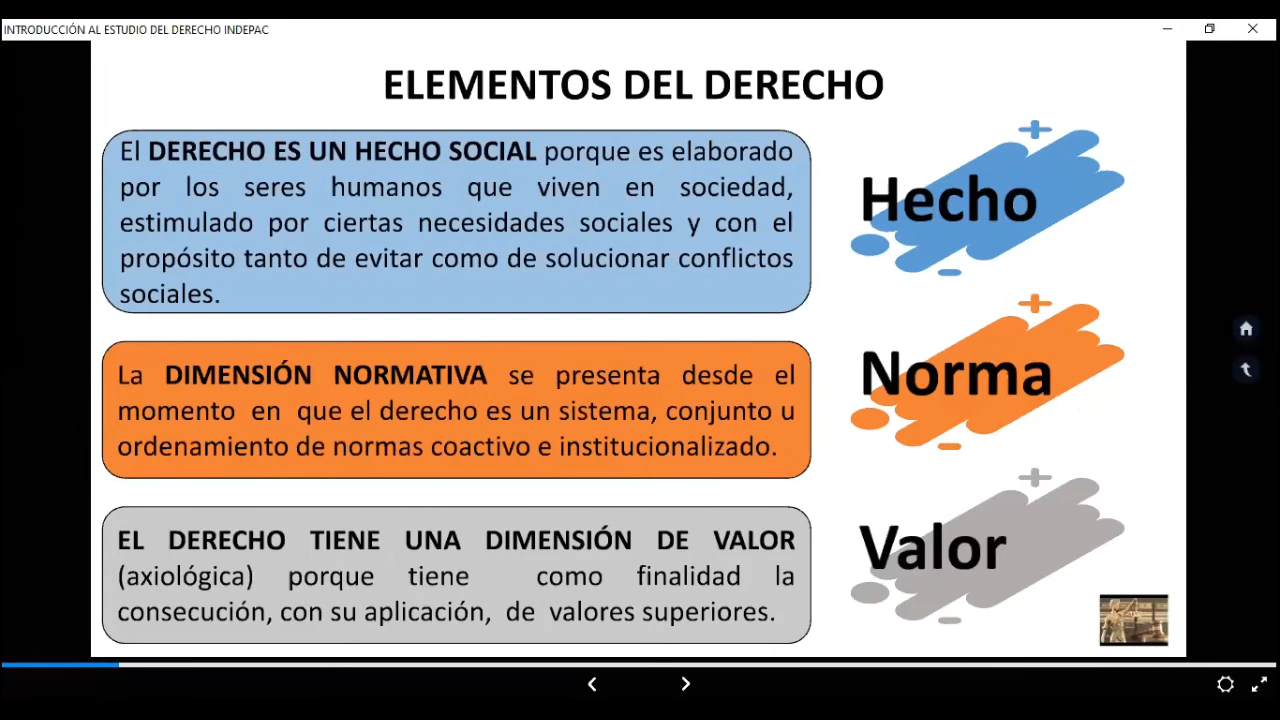 INTRODUCCIÓN AL ESTUDIO DEL DERECHO INDEPAC
ELEMENTOS DEL DERECHO
El DERECHO ES UN HECHO SOCIAL porque es elaborado
por los seres humanos que viven en sociedad,
estimulado por ciertas necesidades sociales y con el
propósito tanto de evitar como de solucionar conflictos
sociales.
Hecho
La DIMENSIÓN NORMATIVA se presenta desde el
momento en que el derecho es un sistema, conjunto u
ordenamiento de normas coactivo e institucionalizado.
Norma
EL DERECHO TIENE UNA DIMENSIÓN DE VALOR
(axiológica) porque tiene como finalidad la
consecución, con su aplicación, de valores superiores.
Valor